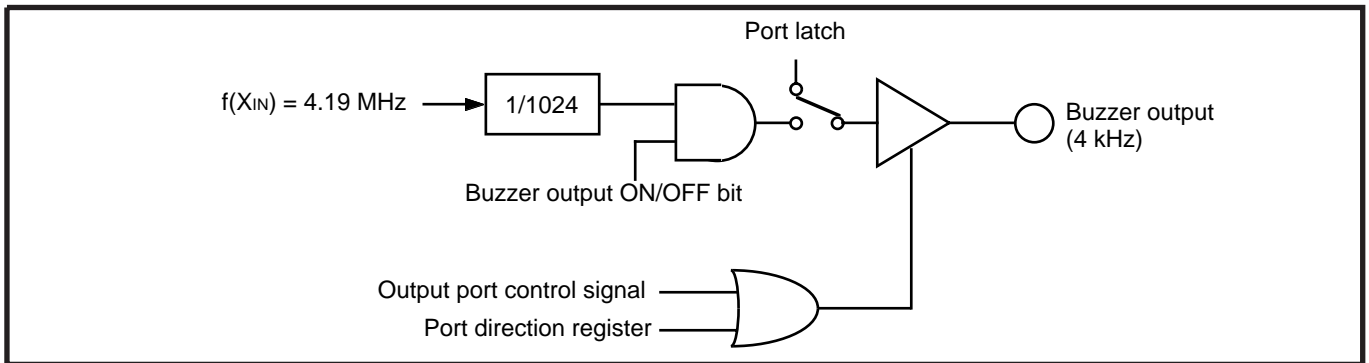 Port latch
f(XIN) = 4.19 MHz
1/1024
Buzzer output
(4 kHz)
Buzzer output ON/OFF bit
Output port control signal
Port direction register